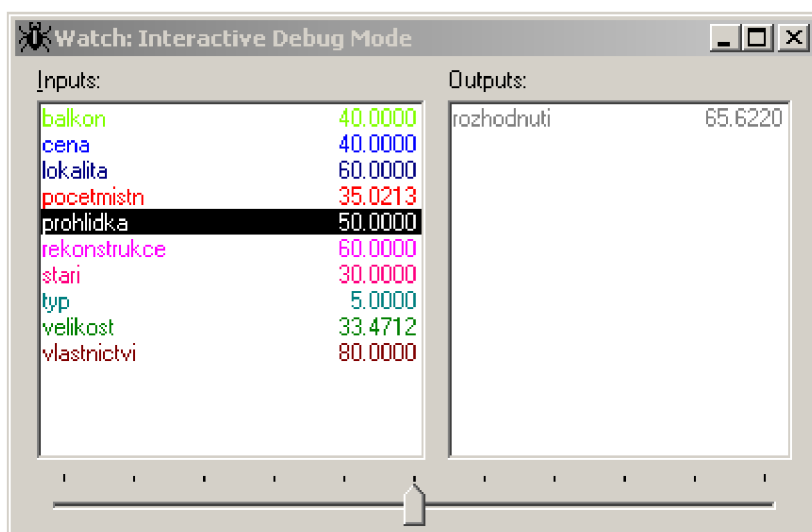 Watch: Interactive Debug Mode
Inputs:
balkon 40.0000
cena 40.0000
lokalita 60.0000
pocetmistn 35.0213
prohlidka 50.0000
rekonstrukce 60.0000
stari 30.0000
typ 5.0000
velikost 33.4712
vlastnictvi 80.0000
Outputs:
rozhodnuti 65.6220